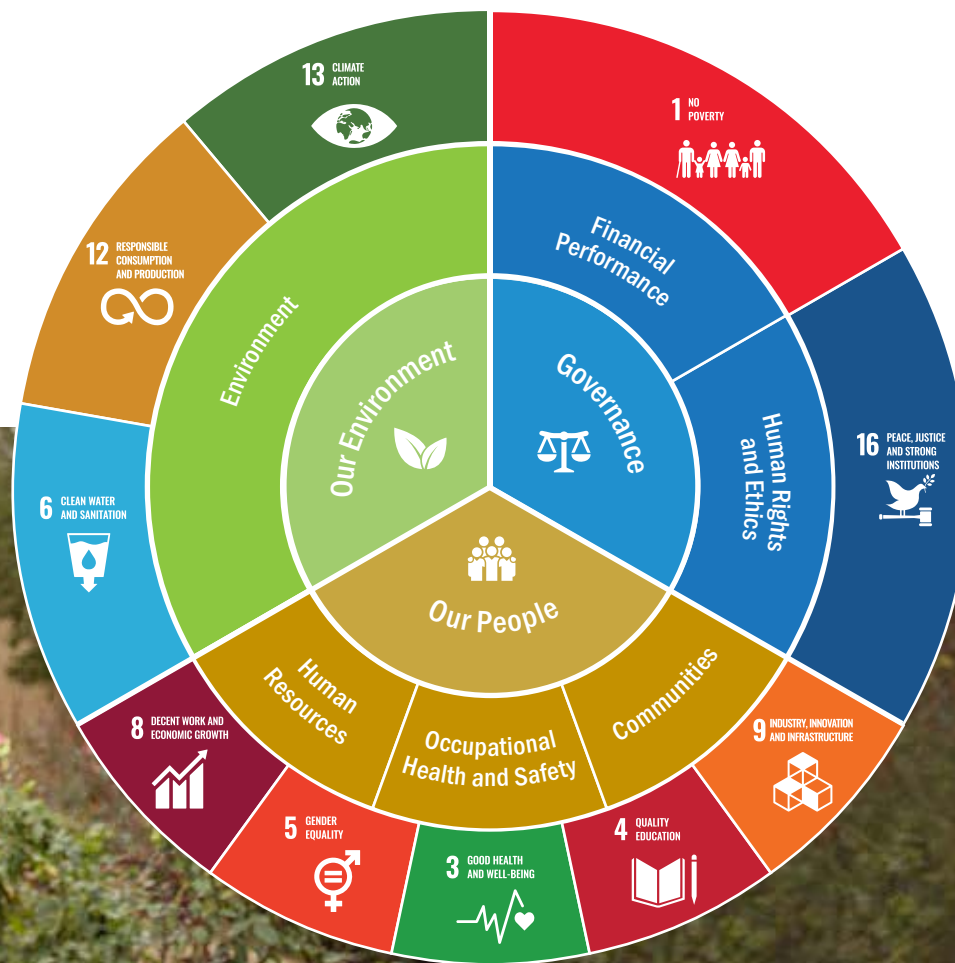 13 CLIMATE
ACTION
1 NO
POVERTY
12 RESPONSIBLE
CONSUMPTION
AND PRODUCTION
Financial
Performance
Environment
Our Environment
Governance
Human Rights
and Ethics
16 PEACE, JUSTICE
AND STRONG
INSTITUTIONS
6 CLEAN WATER
AND SANITATION
Our People
Human
Resources
Occupational
Health and Safety
Communities
8 DECENT WORK AND
ECONOMIC GROWTH
9 INDUSTRY, INNOVATION
AND INFRASTRUCTURE
5 GENDER
EQUALITY
3 GOOD HEALTH
AND WELL-BEING
4 QUALITY
EDUCATION